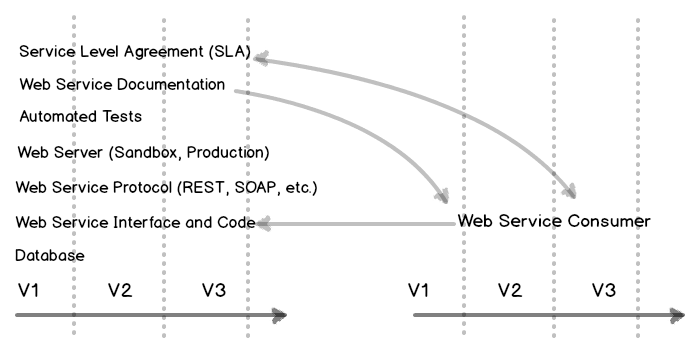 Service Level Agreement (SLA)
Web Service Documentation
Automated Tests
Web Server (Sandbox, Production)
Web Service Protocol (REST, SOAP, etc.)
Web Service Interface and Code
Web Service Consumer
Database
V1 V2 V3
V1 V2 V3